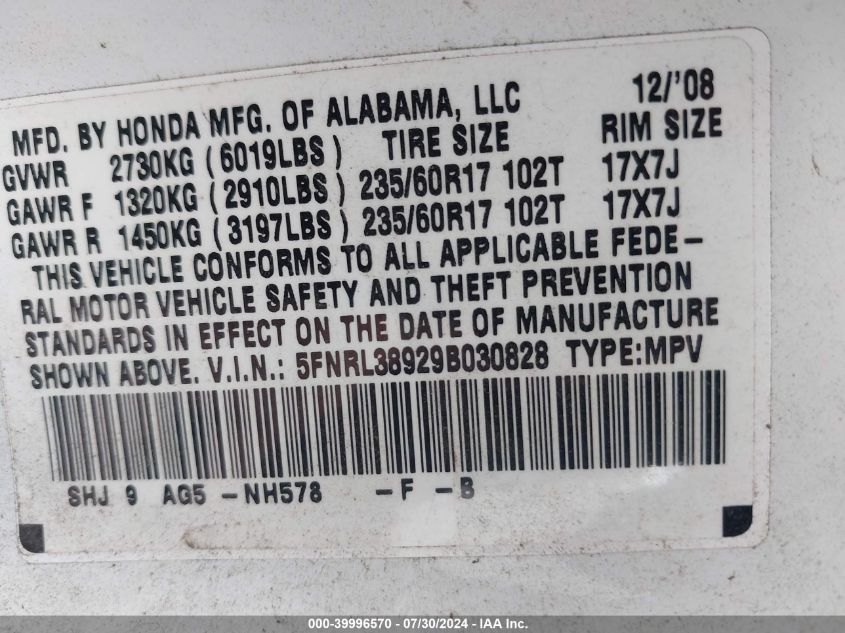 MFD. BY HONDA MFG. OF ALABAMA, LLC 12/'08
GVWR 2730KG (6019LBS) TIRE SIZE RIM SIZE
GAWR F 1320KG (2910LBS) 235/60R17 102T 17X7J
GAWR R 1450KG (3197LBS) 235/60R17 102T 17X7J
THIS VEHICLE CONFORMS TO ALL APPLICABLE FEDE-
RAL MOTOR VEHICLE SAFETY AND THEFT PREVENTION
STANDARDS IN EFFECT ON THE DATE OF MANUFACTURE
SHOWN ABOVE. V.I.N.: 5FNRL38929B030828 TYPE:MPV
SHJ 9 AG5 -NH578 -F -B
000-39996570 - 07/30/2024 - IAA, Inc.